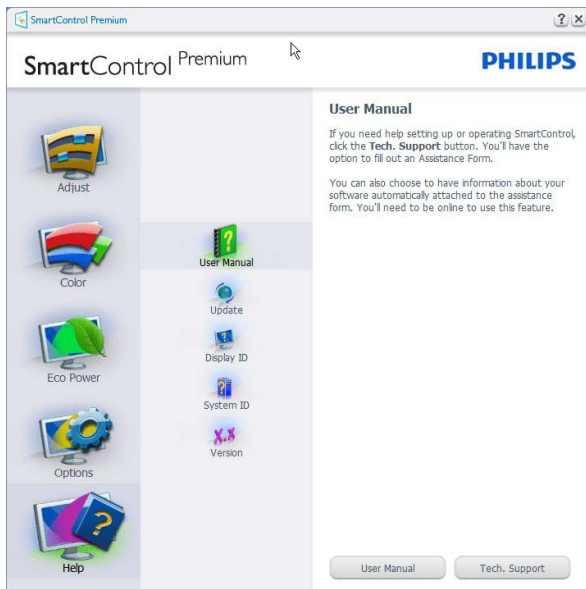 SmartControl Premium
SmartControl Premium
PHILIPS
Adjust
Color
Eco Power
Options
Help
User Manual
Update
Display ID
System ID
X.X
Version
User Manual
If you need help setting up or operating SmartControl,
click the Tech. Support button. You'll have the
option to fill out an Assistance Form.
You can also choose to have information about your
software automatically attached to the assistance
form. You'll need to be online to use this feature.
User Manual
Tech. Support